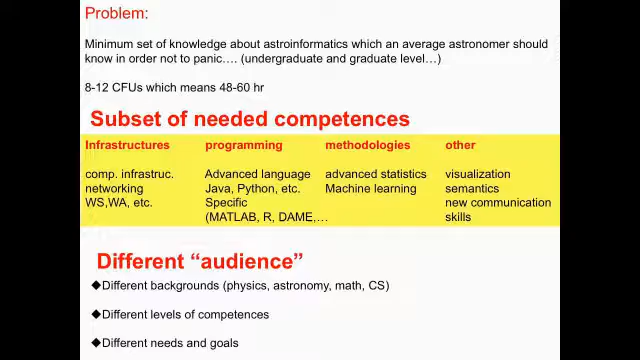 Problem:
Minimum set of knowledge about astroinformatics which an average astronomer should
know in order not to panic…. (undergraduate and graduate level…)
8-12 CFUs which means 48-60 hr
Subset of needed competences
Infrastructures programming methodologies other
comp. infrastruc. Advanced language advanced statistics visualization
networking Java, Python, etc. Machine learning semantics
WS,WA, etc. Specific new communication
(MATLAB, R, DAME,… skills
Different “audience”
◆Different backgrounds (physics, astronomy, math, CS)
◆Different levels of competences
◆Different needs and goals